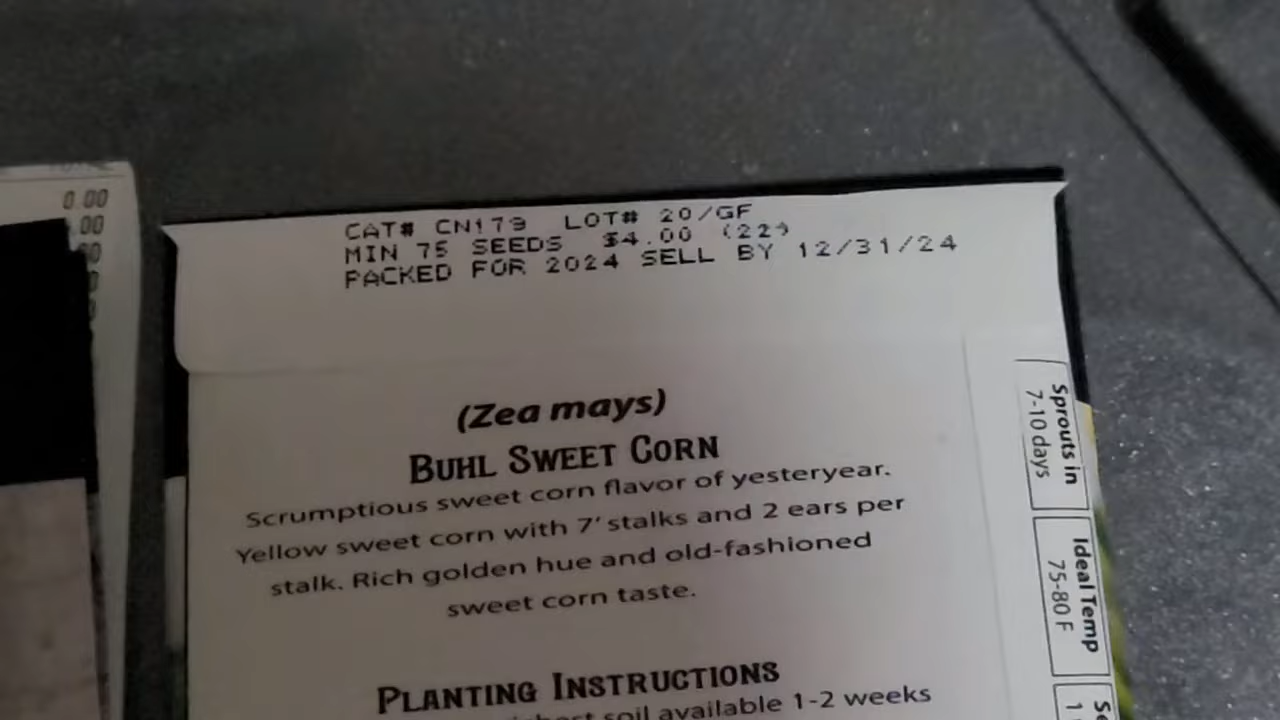 0.00
.00
CAT# CN179 LOT# 20/GF
MIN 75 SEEDS $4.00 (22)
PACKED FOR 2024 SELL BY 12/31/24
(Zea mays)
BUHL SWEET CORN
Scrumptious sweet corn flavor of yesteryear.
Yellow sweet corn with 7' stalks and 2 ears per
stalk. Rich golden hue and old-fashioned
sweet corn taste.
PLANTING INSTRUCTIONS
soil available 1-2 weeks
Sprouts in
7-10 days
Ideal Temp
75-80 F